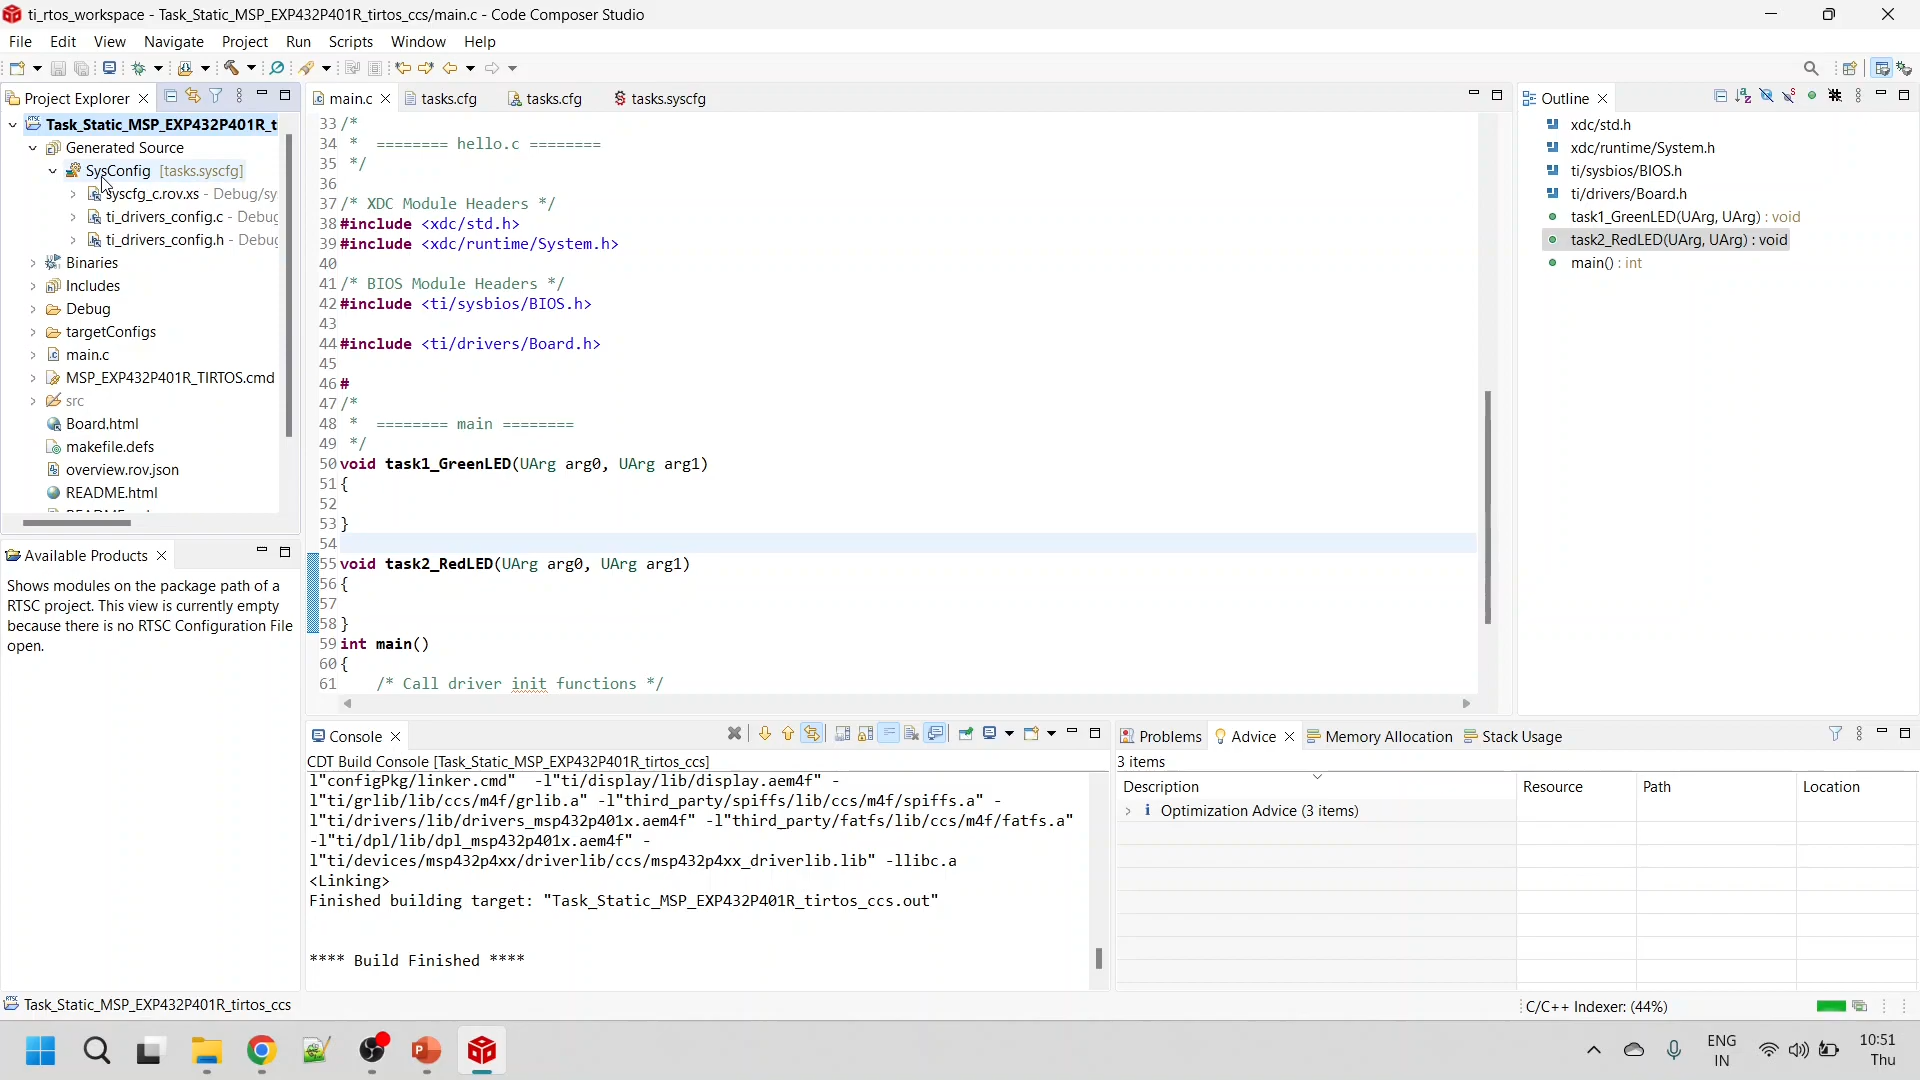 ti_rtos_workspace - Task_Static_MSP_EXP432P401R_tirtos_ccs/main.c - Code Composer Studio
File Edit View Navigate Project Run Scripts Window Help
Project Explorer
Task_Static_MSP_EXP432P401R_t
Generated Source
SysConfig [tasks.syscfg]
syscfg_c.rov.xs - Debug/sy
ti_drivers_config.c - Debug
ti_drivers_config.h - Debug
Binaries
Includes
Debug
targetConfigs
main.c
MSP_EXP432P401R_TIRTOS.cmd
src
Board.html
makefile.defs
overview.rov.json
README.html
Available Products
Shows modules on the package path of a
RTSC project. This view is currently empty
because there is no RTSC Configuration File
open.
main.c tasks.cfg tasks.cfg tasks.syscfg
33 /*
34 * ======== hello.c ========
35 */
36
37 /* XDC Module Headers */
38 #include <xdc/std.h>
39 #include <xdc/runtime/System.h>
40
41 /* BIOS Module Headers */
42 #include <ti/sysbios/BIOS.h>
43
44 #include <ti/drivers/Board.h>
45
46 #
47 /*
48 * ======== main ========
49 */
50 void task1_GreenLED(UArg arg0, UArg arg1)
51 {
52
53 }
54
55 void task2_RedLED(UArg arg0, UArg arg1)
56 {
57
58 }
59 int main()
60 {
61 /* Call driver init functions */
Outline
xdc/std.h
xdc/runtime/System.h
ti/sysbios/BIOS.h
ti/drivers/Board.h
task1_GreenLED(UArg, UArg) : void
task2_RedLED(UArg, UArg) : void
main() : int
Console
CDT Build Console [Task_Static_MSP_EXP432P401R_tirtos_ccs]
l"configPkg/linker.cmd" -l"ti/display/lib/display.aem4f" -
l"ti/grlib/lib/ccs/m4f/grlib.a" -l"third_party/spiffs/lib/ccs/m4f/spiffs.a" -
l"ti/drivers/lib/drivers_msp432p401x.aem4f" -l"third_party/fatfs/lib/ccs/m4f/fatfs.a"
-l"ti/dpl/lib/dpl_msp432p401x.aem4f" -
l"ti/devices/msp432p4xx/driverlib/ccs/msp432p4xx_driverlib.lib" -llibc.a
<Linking>
Finished building target: "Task_Static_MSP_EXP432P401R_tirtos_ccs.out"
**** Build Finished ****
Problems Advice Memory Allocation Stack Usage
3 items
Description Resource Path Location
Optimization Advice (3 items)
Task_Static_MSP_EXP432P401R_tirtos_ccs
C/C++ Indexer: (44%)
ENG
IN
10:51
Thu